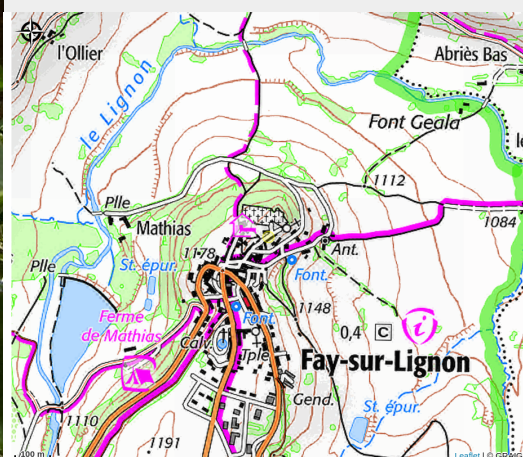 l'Ollier
le Lignon
Abriès Bas
Font Geala
1112
Plle
1084
Mathias
1178
Ant.
Plle
St. épur.
Font.
1148
Ferme
de Mathias
Font
0,4 C
i
Calv.
Tple
Fay-sur-Lignon
Gend.
1110
St. épur.
1191
100 m
Leaflet | © GRAIG